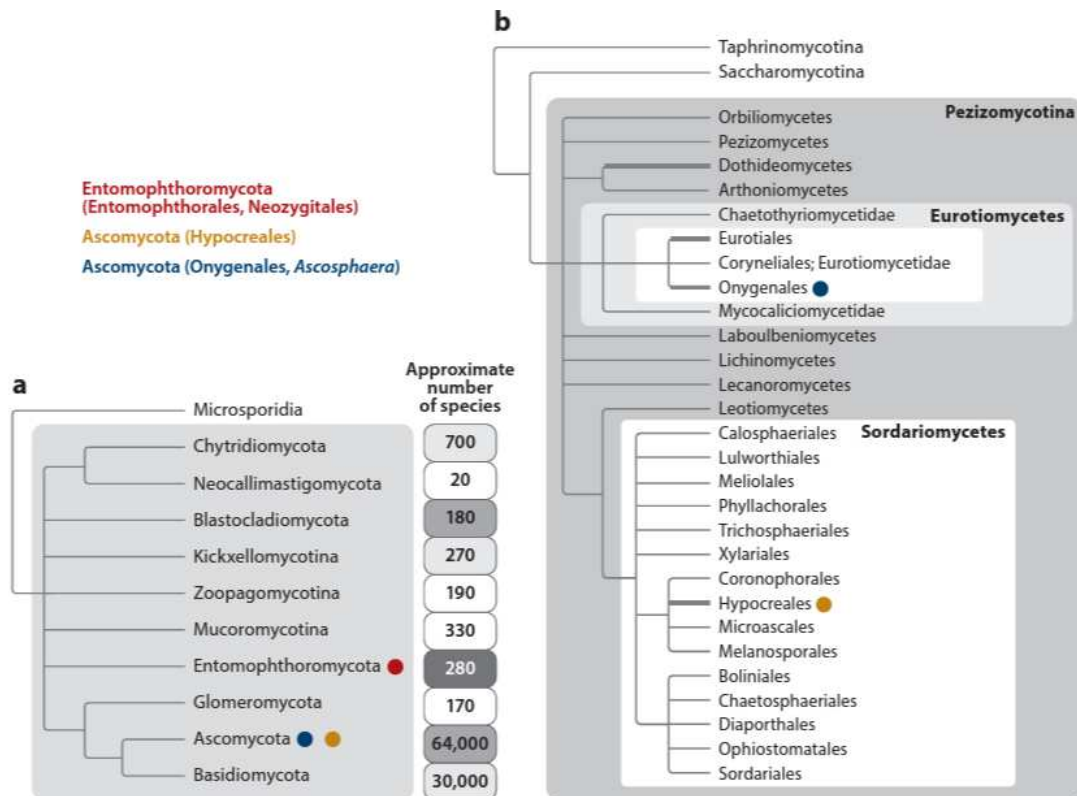 b
Taphrinomycotina
Saccharomycotina
Pezizomycotina
Orbiliomycetes
Pezizomycetes
Dothideomycetes
Arthoniomycetes
Eurotiomycetes
Chaetothyriomycetidae
Eurotiales
Coryneliales; Eurotiomycetidae
Onygenales
Mycocaliciomycetidae
Laboulbeniomycetes
Lichinomycetes
Lecanoromycetes
Leotiomycetes
Sordariomycetes
Calosphaeriales
Lulworthiales
Meliolales
Phyllachorales
Trichosphaeriales
Xylariales
Coronophorales
Hypocreales
Microascales
Melanosporales
Boliniales
Chaetosphaeriales
Diaporthales
Ophiostomatales
Sordariales
Entomophthoromycota
(Entomophthorales, Neozygitales)
Ascomycota (Hypocreales)
Ascomycota (Onygenales, Ascosphaera)
a
Approximate
number
of species
Microsporidia
Chytridiomycota 700
Neocallimastigomycota 20
Blastocladiomycota 180
Kickxellomycotina 270
Zoopagomycotina 190
Mucoromycotina 330
Entomophthoromycota 280
Glomeromycota 170
Ascomycota 64,000
Basidiomycota 30,000